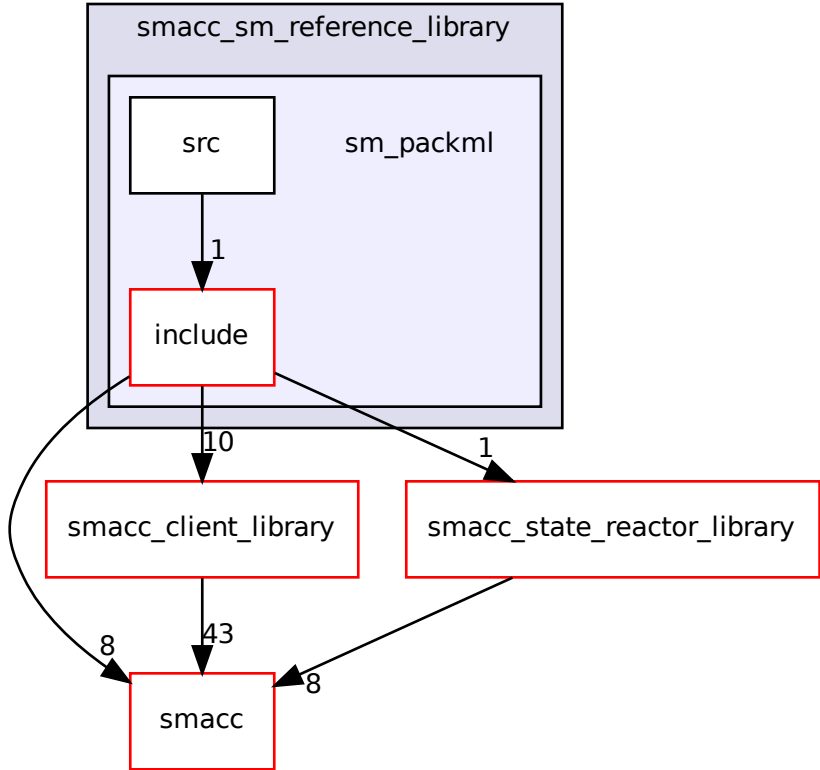 smacc_sm_reference_library
src
sm_packml
1
include
10
1
smacc_client_library
smacc_state_reactor_library
8
43
8
smacc